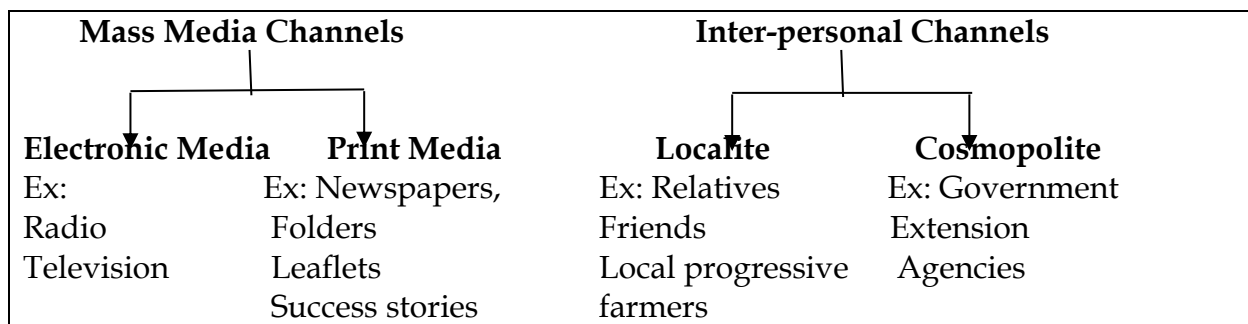 Mass Media Channels Inter-personal Channels
Electronic Media Print Media Localite Cosmopolite
Ex: Ex: Newspapers, Ex: Relatives Ex: Government
Radio Folders Friends Extension
Television Leaflets Local progressive Agencies
Success stories farmers